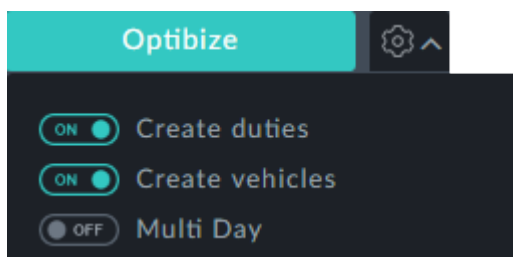 Optibize
ON Create duties
ON Create vehicles
OFF Multi Day